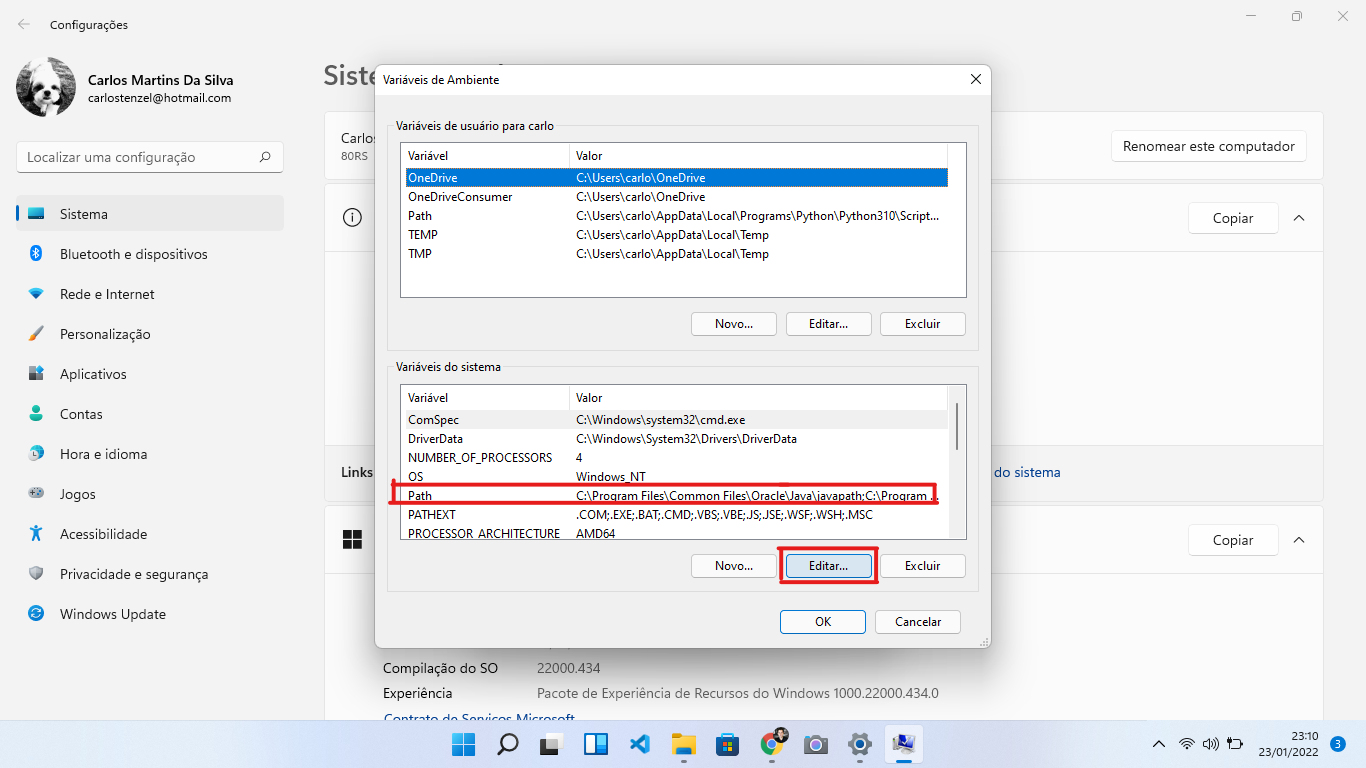 Configurações
Carlos Martins Da Silva
carlostenzel@hotmail.com
Localizar uma configuração
Sistema
Bluetooth e dispositivos
Rede e Internet
Personalização
Aplicativos
Contas
Hora e idioma
Jogos
Acessibilidade
Privacidade e segurança
Windows Update
Renomear este computador
80RS
Copiar
Links
do sistema
Copiar
Compilação do SO 22000.434
Experiência Pacote de Experiência de Recursos do Windows 1000.22000.434.0
Contrato de Serviços Microsoft
Variáveis de Ambiente
Variáveis de usuário para carlo
Variável Valor
OneDrive C:\Users\carlo\OneDrive
OneDriveConsumer C:\Users\carlo\OneDrive
Path C:\Users\carlo\AppData\Local\Programs\Python\Python310\Script...
TEMP C:\Users\carlo\AppData\Local\Temp
TMP C:\Users\carlo\AppData\Local\Temp
Novo... Editar... Excluir
Variáveis do sistema
Variável Valor
ComSpec C:\Windows\system32\cmd.exe
DriverData C:\Windows\System32\Drivers\DriverData
NUMBER_OF_PROCESSORS 4
OS Windows_NT
Path C:\Program Files\Common Files\Oracle\Java\javapath;C:\Program ...
PATHEXT .COM;.EXE;.BAT;.CMD;.VBS;.VBE;.JS;.JSE;.WSF;.WSH;.MSC
PROCESSOR_ARCHITECTURE AMD64
Novo... Editar... Excluir
OK Cancelar
23:10
23/01/2022
3